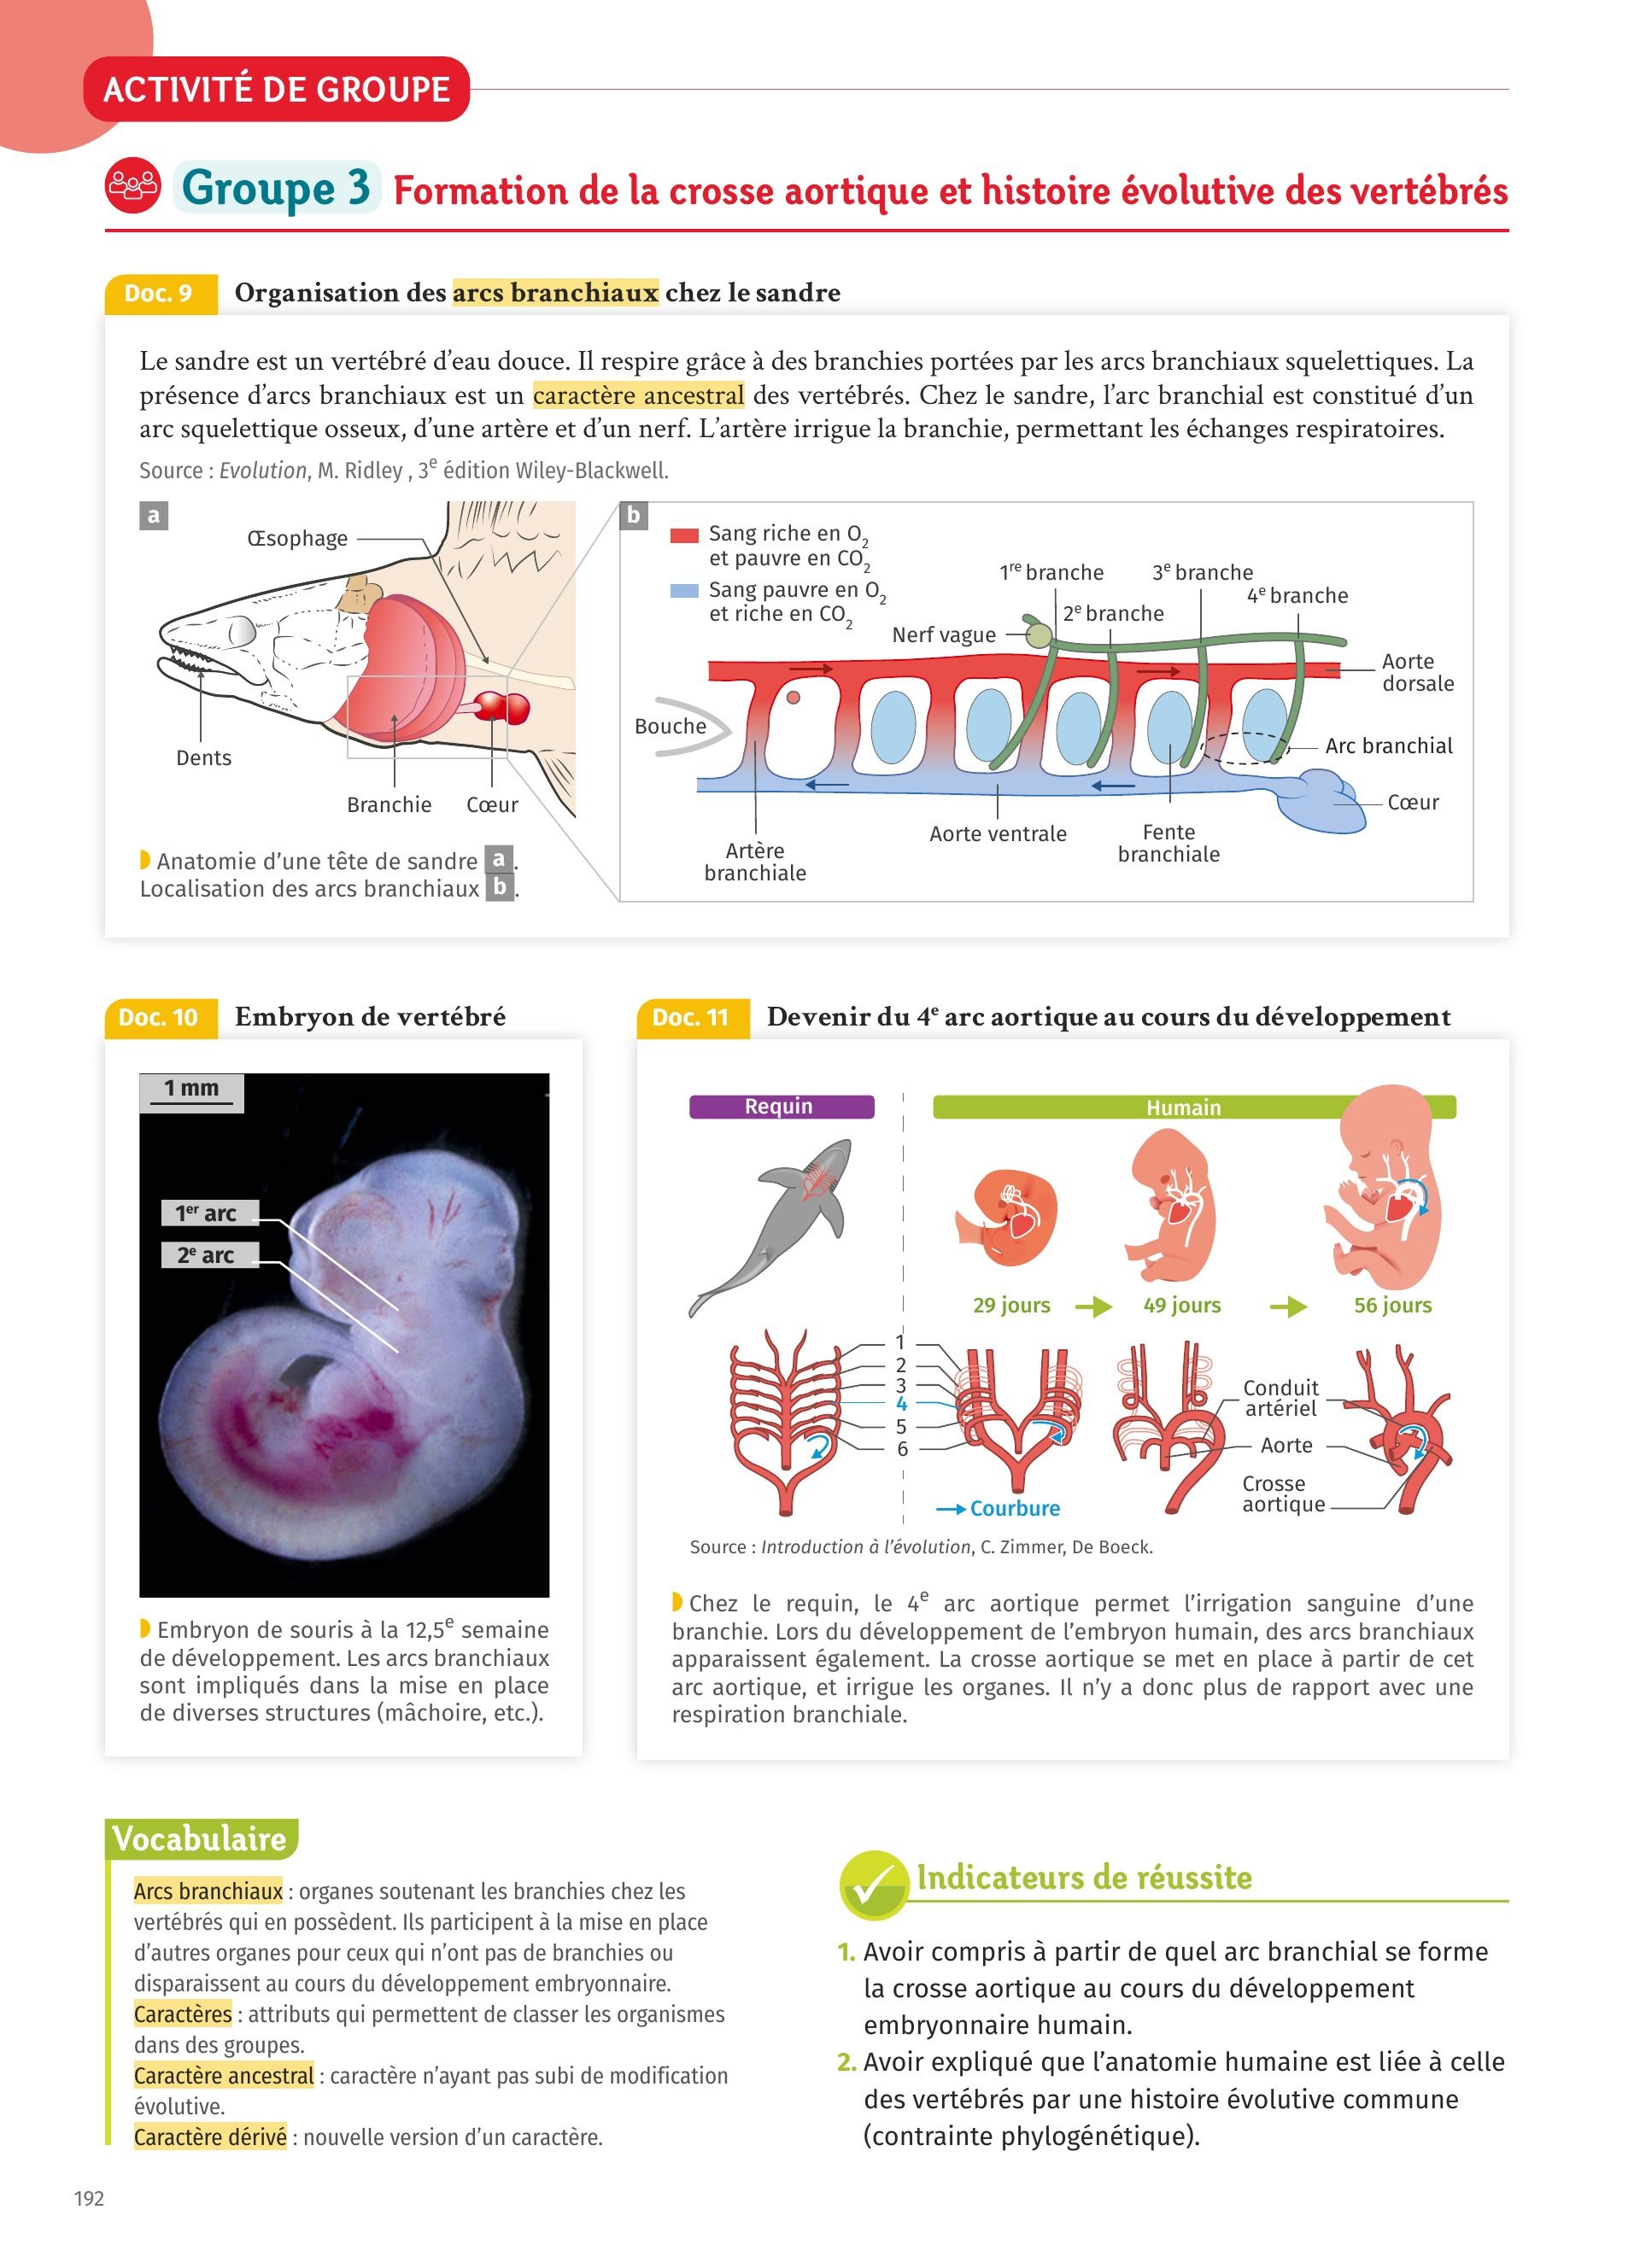 ACTIVITÉ DE GROUPE
Groupe 3 Formation de la crosse aortique et histoire évolutive des vertébrés
Doc. 9 Organisation des arcs branchiaux chez le sandre
Le sandre est un vertébré d’eau douce. Il respire grâce à des branchies portées par les arcs branchiaux squelettiques. La
présence d’arcs branchiaux est un caractère ancestral des vertébrés. Chez le sandre, l’arc branchial est constitué d’un
arc squelettique osseux, d’une artère et d’un nerf. L’artère irrigue la branchie, permettant les échanges respiratoires.
Source : Evolution, M. Ridley , 3e édition Wiley-Blackwell.
a
Œsophage
Dents
Branchie
Cœur
Anatomie d’une tête de sandre a.
Localisation des arcs branchiaux b.
b
Sang riche en O2
et pauvre en CO2
Sang pauvre en O2
et riche en CO2
1re branche
2e branche
3e branche
4e branche
Nerf vague
Aorte
dorsale
Bouche
Arc branchial
Cœur
Aorte ventrale
Fente
branchiale
Artère
branchiale
Doc. 10 Embryon de vertébré
1 mm
1er arc
2e arc
Embryon de souris à la 12,5e semaine
de développement. Les arcs branchiaux
sont impliqués dans la mise en place
de diverses structures (mâchoire, etc.).
Doc. 11 Devenir du 4e arc aortique au cours du développement
Requin
Humain
29 jours
49 jours
56 jours
1
2
3
4
5
6
Conduit
artériel
Aorte
Crosse
aortique
Courbure
Source : Introduction à l’évolution, C. Zimmer, De Boeck.
Chez le requin, le 4e arc aortique permet l’irrigation sanguine d’une
branchie. Lors du développement de l’embryon humain, des arcs branchiaux
apparaissent également. La crosse aortique se met en place à partir de cet
arc aortique, et irrigue les organes. Il n’y a donc plus de rapport avec une
respiration branchiale.
Vocabulaire
Arcs branchiaux : organes soutenant les branchies chez les
vertébrés qui en possèdent. Ils participent à la mise en place
d’autres organes pour ceux qui n’ont pas de branchies ou
disparaissent au cours du développement embryonnaire.
Caractères : attributs qui permettent de classer les organismes
dans des groupes.
Caractère ancestral : caractère n’ayant pas subi de modification
évolutive.
Caractère dérivé : nouvelle version d’un caractère.
Indicateurs de réussite
1. Avoir compris à partir de quel arc branchial se forme
la crosse aortique au cours du développement
embryonnaire humain.
2. Avoir expliqué que l’anatomie humaine est liée à celle
des vertébrés par une histoire évolutive commune
(contrainte phylogénétique).
192